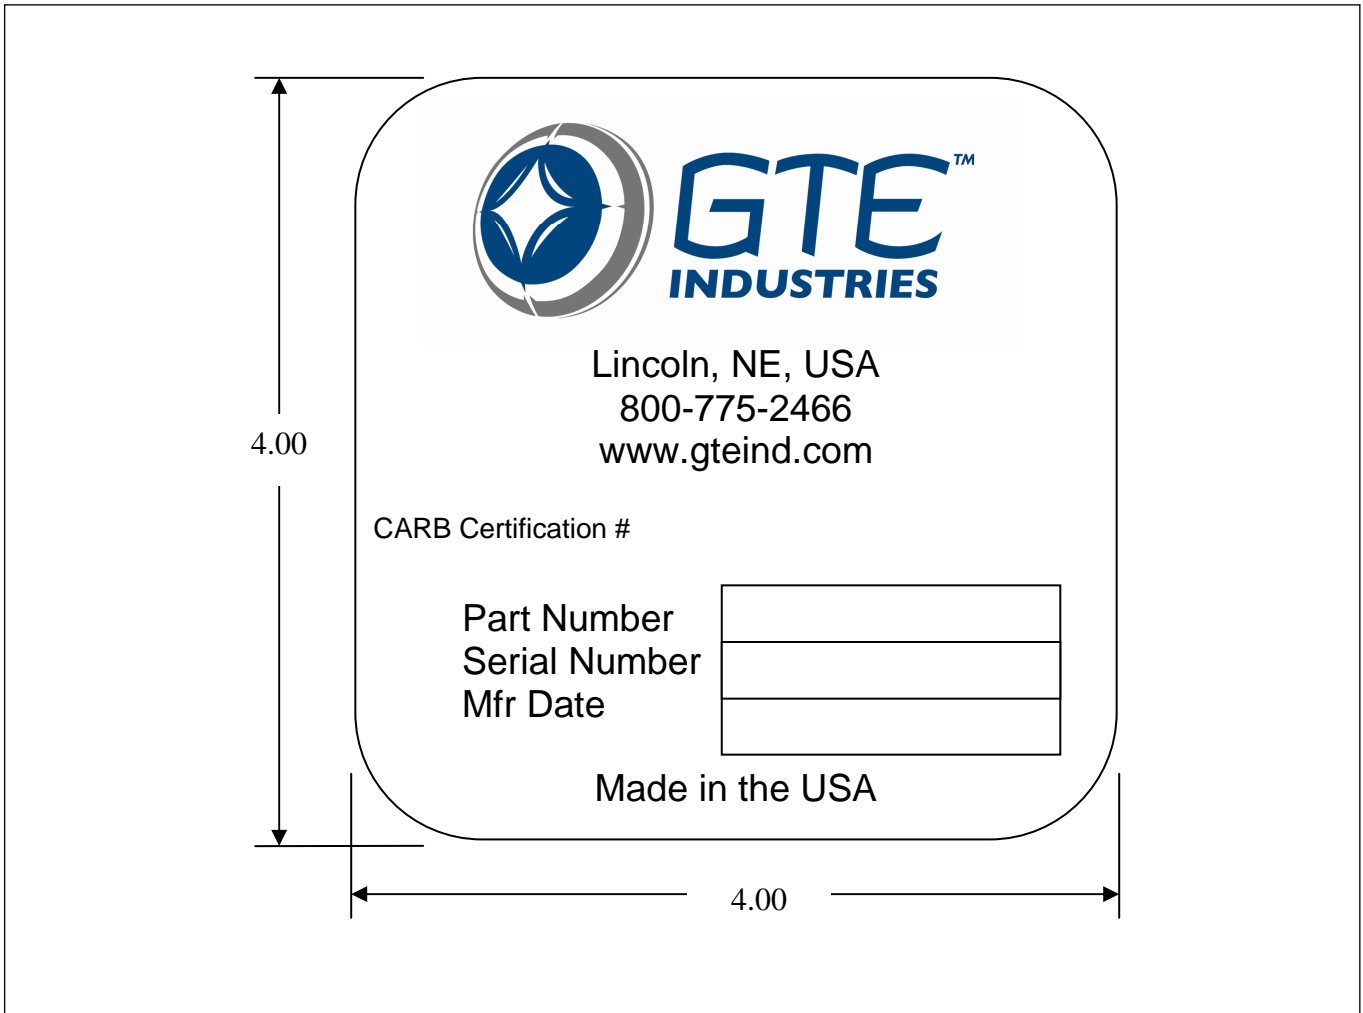 GTE™
INDUSTRIES
Lincoln, NE, USA
800-775-2466
www.gteind.com
4.00
CARB Certification #
Part Number
Serial Number
Mfr Date
Made in the USA
4.00